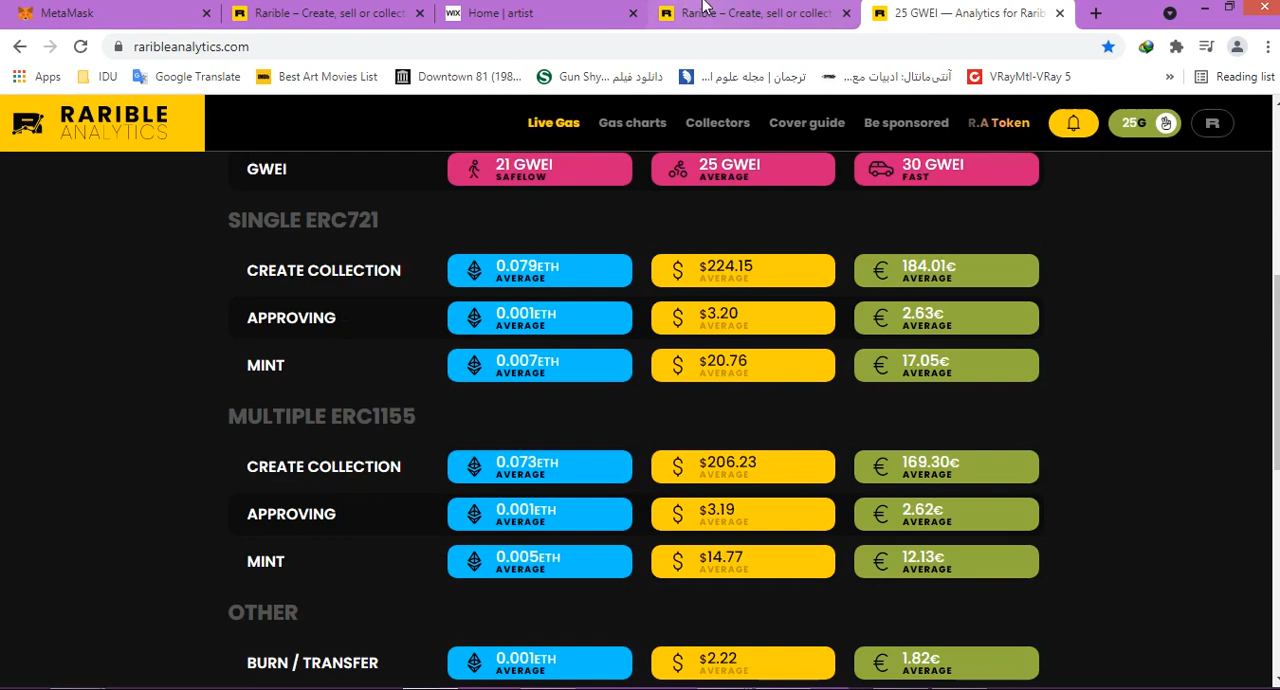 MetaMask
Rarible – Create, sell or collect
WIX Home | artist
Rarible – Create, sell or collect
25 GWEI — Analytics for Rarib
raribleanalytics.com
Apps
IDU
Google Translate
Best Art Movies List
Downtown 81 (198...
دانلود فیلم Gun Shy...
ترجمان | مجله علوم ا...
آنتی‌مانتال: ادبیات مع...
VRayMtl-VRay 5
»
Reading list
RARIBLE
ANALYTICS
Live Gas
Gas charts
Collectors
Cover guide
Be sponsored
R.A Token
25G
R
GWEI
21 GWEI
SAFELOW
25 GWEI
AVERAGE
30 GWEI
FAST
SINGLE ERC721
CREATE COLLECTION
0.079ETH
AVERAGE
$ $224.15
AVERAGE
€ 184.01€
AVERAGE
APPROVING
0.001ETH
AVERAGE
$ $3.20
AVERAGE
€ 2.63€
AVERAGE
MINT
0.007ETH
AVERAGE
$ $20.76
AVERAGE
€ 17.05€
AVERAGE
MULTIPLE ERC1155
CREATE COLLECTION
0.073ETH
AVERAGE
$ $206.23
AVERAGE
€ 169.30€
AVERAGE
APPROVING
0.001ETH
AVERAGE
$ $3.19
AVERAGE
€ 2.62€
AVERAGE
MINT
0.005ETH
AVERAGE
$ $14.77
AVERAGE
€ 12.13€
AVERAGE
OTHER
BURN / TRANSFER
0.001ETH
AVERAGE
$ $2.22
AVERAGE
€ 1.82€
AVERAGE